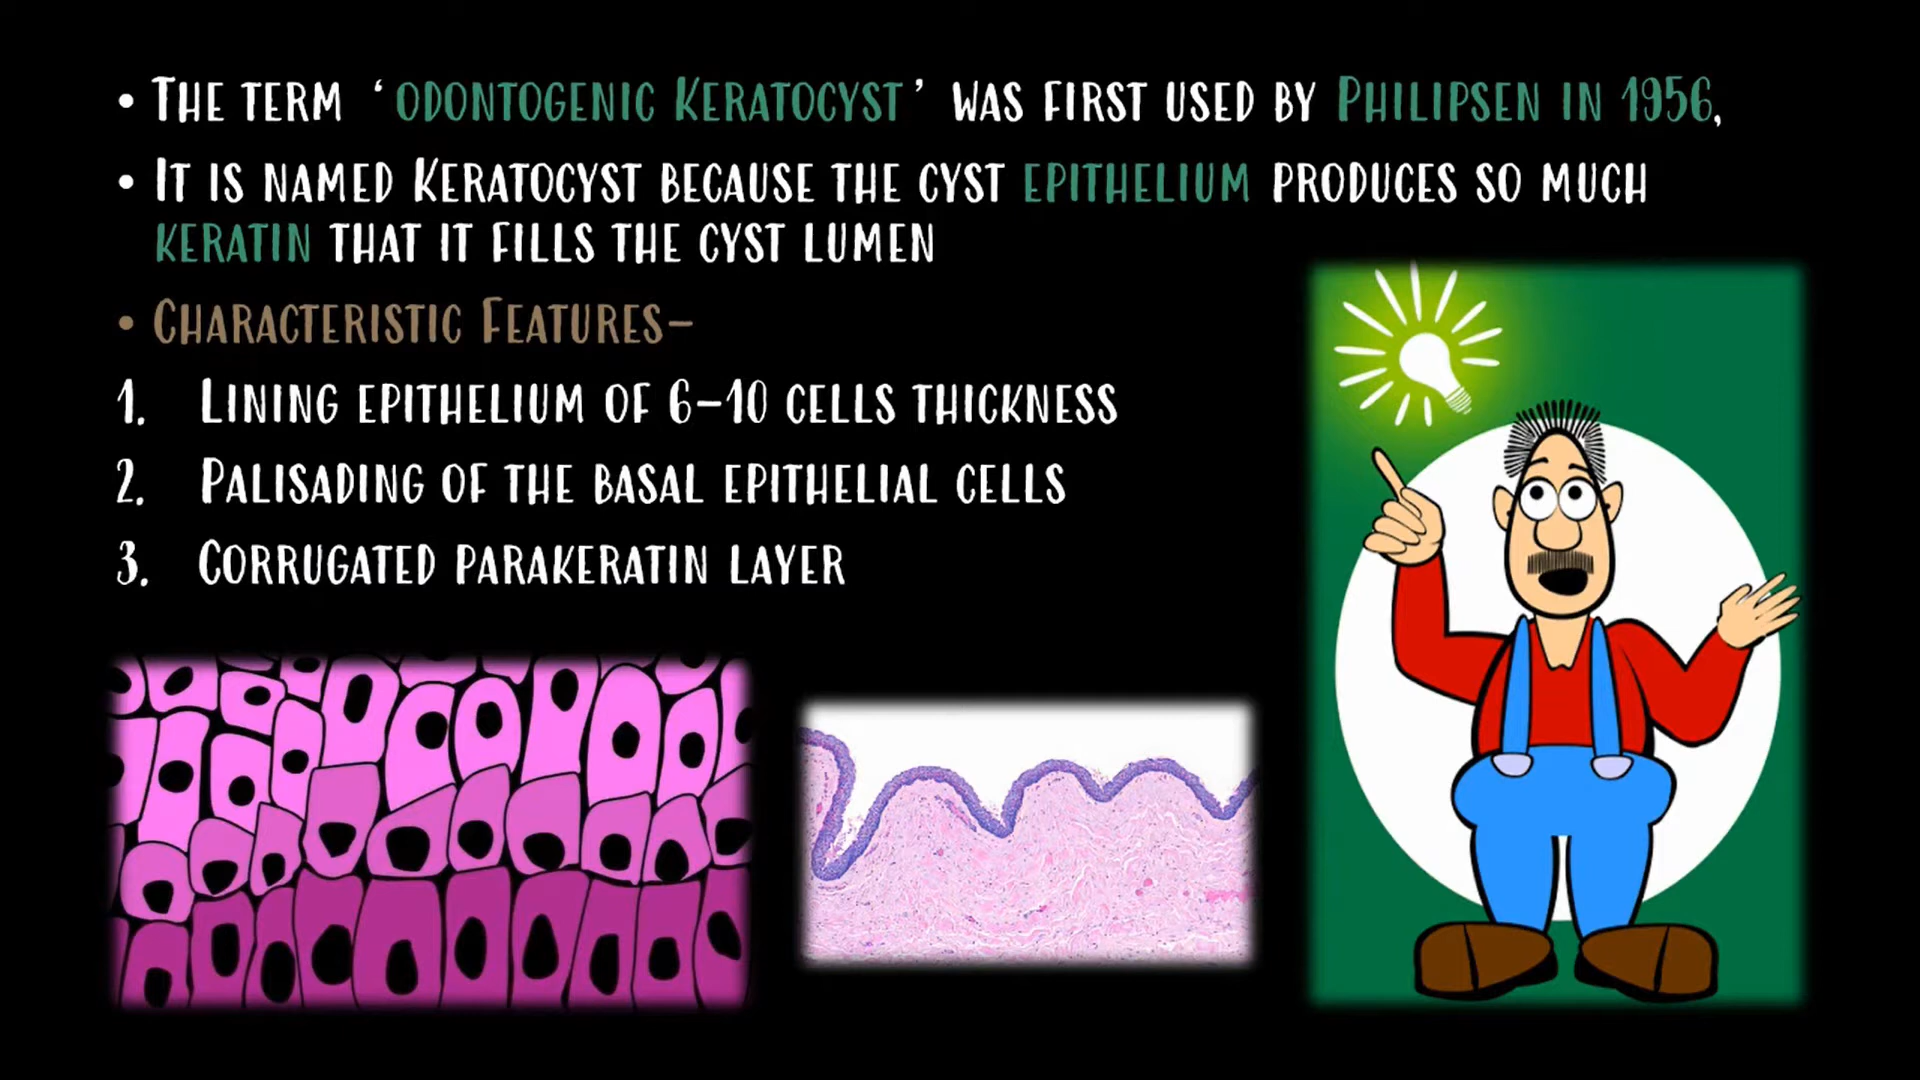 • The term ‘odontogenic Keratocyst’ was first used by Philipsen in 1956,
• It is named Keratocyst because the cyst epithelium produces so much
keratin that it fills the cyst lumen
• Characteristic Features-
1. Lining epithelium of 6-10 cells thickness
2. Palisading of the basal epithelial cells
3. Corrugated parakeratin layer